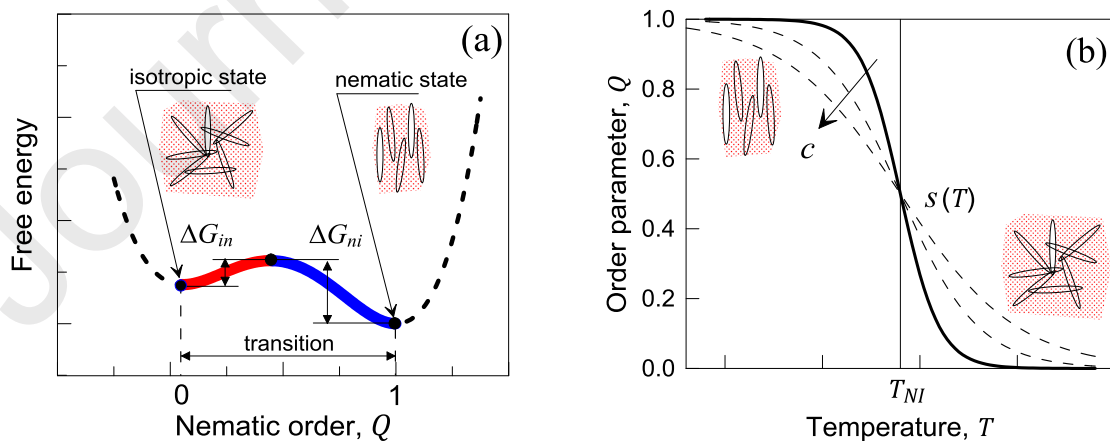 Journ
(a)
isotropic state
nematic state
ΔG_in
ΔG_ni
transition
0
1
Free energy
Nematic order, Q
(b)
1.0
0.8
0.6
0.4
0.2
0.0
c
s(T)
T_NI
Order parameter, Q
Temperature, T